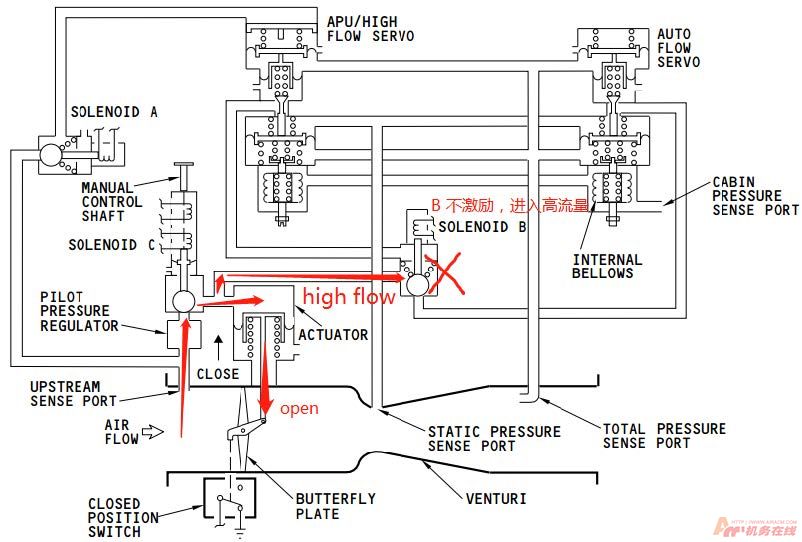 APU/HIGH
FLOW SERVO
AUTO
FLOW
SERVO
SOLENOID A
MANUAL
CONTROL
SHAFT
SOLENOID C
B 不激励，进入高流量
SOLENOID B
CABIN
PRESSURE
SENSE PORT
INTERNAL
BELLOWS
PILOT
PRESSURE
REGULATOR
high flow
ACTUATOR
CLOSE
UPSTREAM
SENSE PORT
open
AIR
FLOW
STATIC PRESSURE
SENSE PORT
TOTAL PRESSURE
SENSE PORT
CLOSED
POSITION
SWITCH
BUTTERFLY
PLATE
VENTURI
机务在线